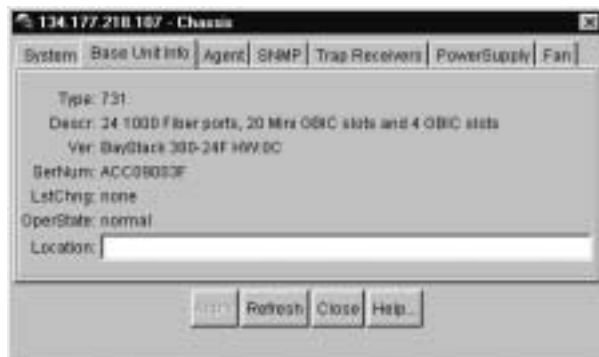 134.177.218.107 - Chassis
System Base Unit Info Agent SNMP Trap Receivers PowerSupply Fan
Type: 731
Descr: 24 1000 Fiber ports, 20 Mini GBIC slots and 4 GBIC slots
Ver: BayStack 380-24F HW:0C
SerNum: ACC09003F
LstChng: none
OperState: normal
Location:
Apply Refresh Close Help...